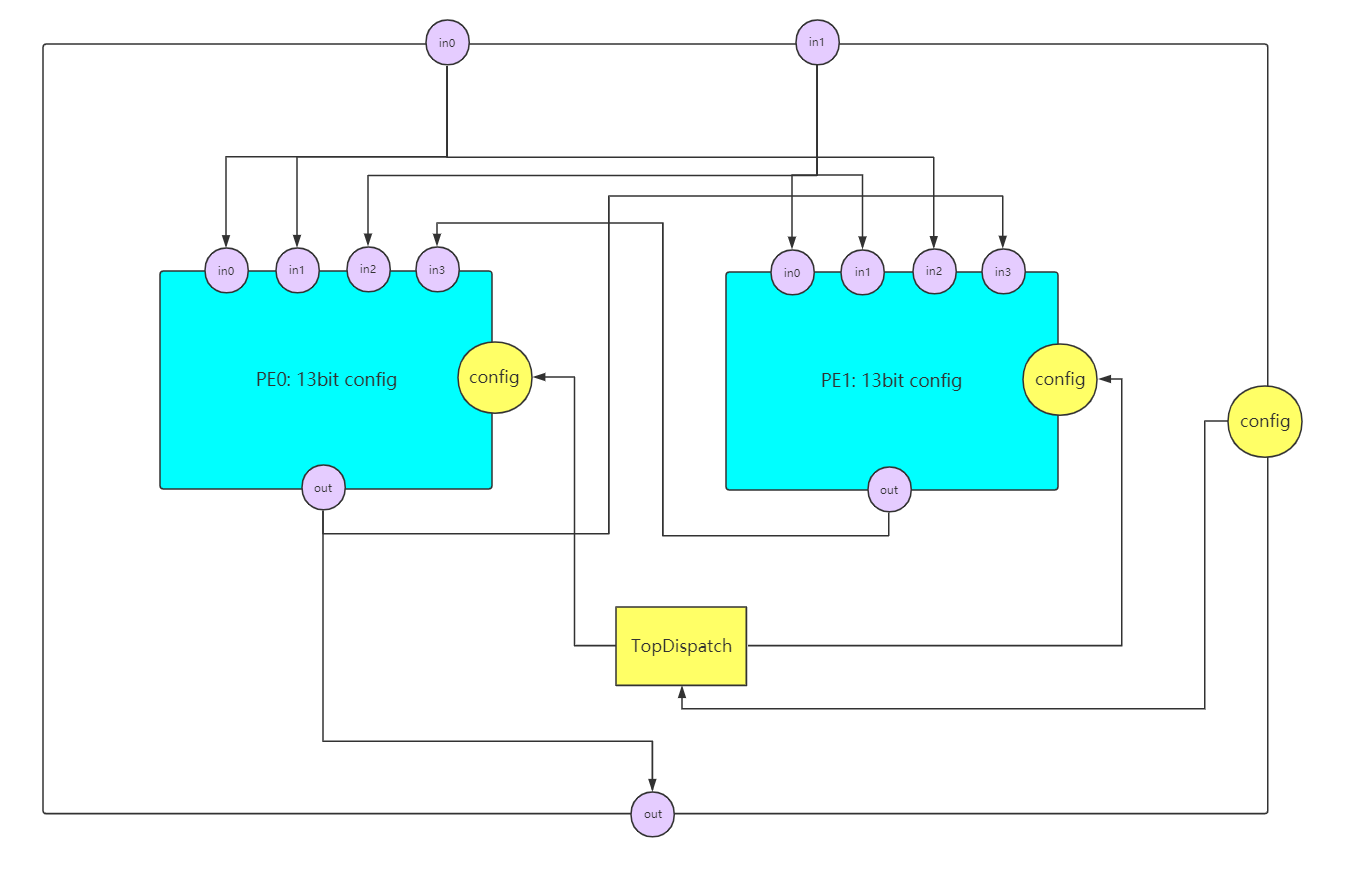 in0
in1
in0
in1
in2
in3
in0
in1
in2
in3
PE0: 13bit config
config
PE1: 13bit config
config
config
out
out
TopDispatch
out